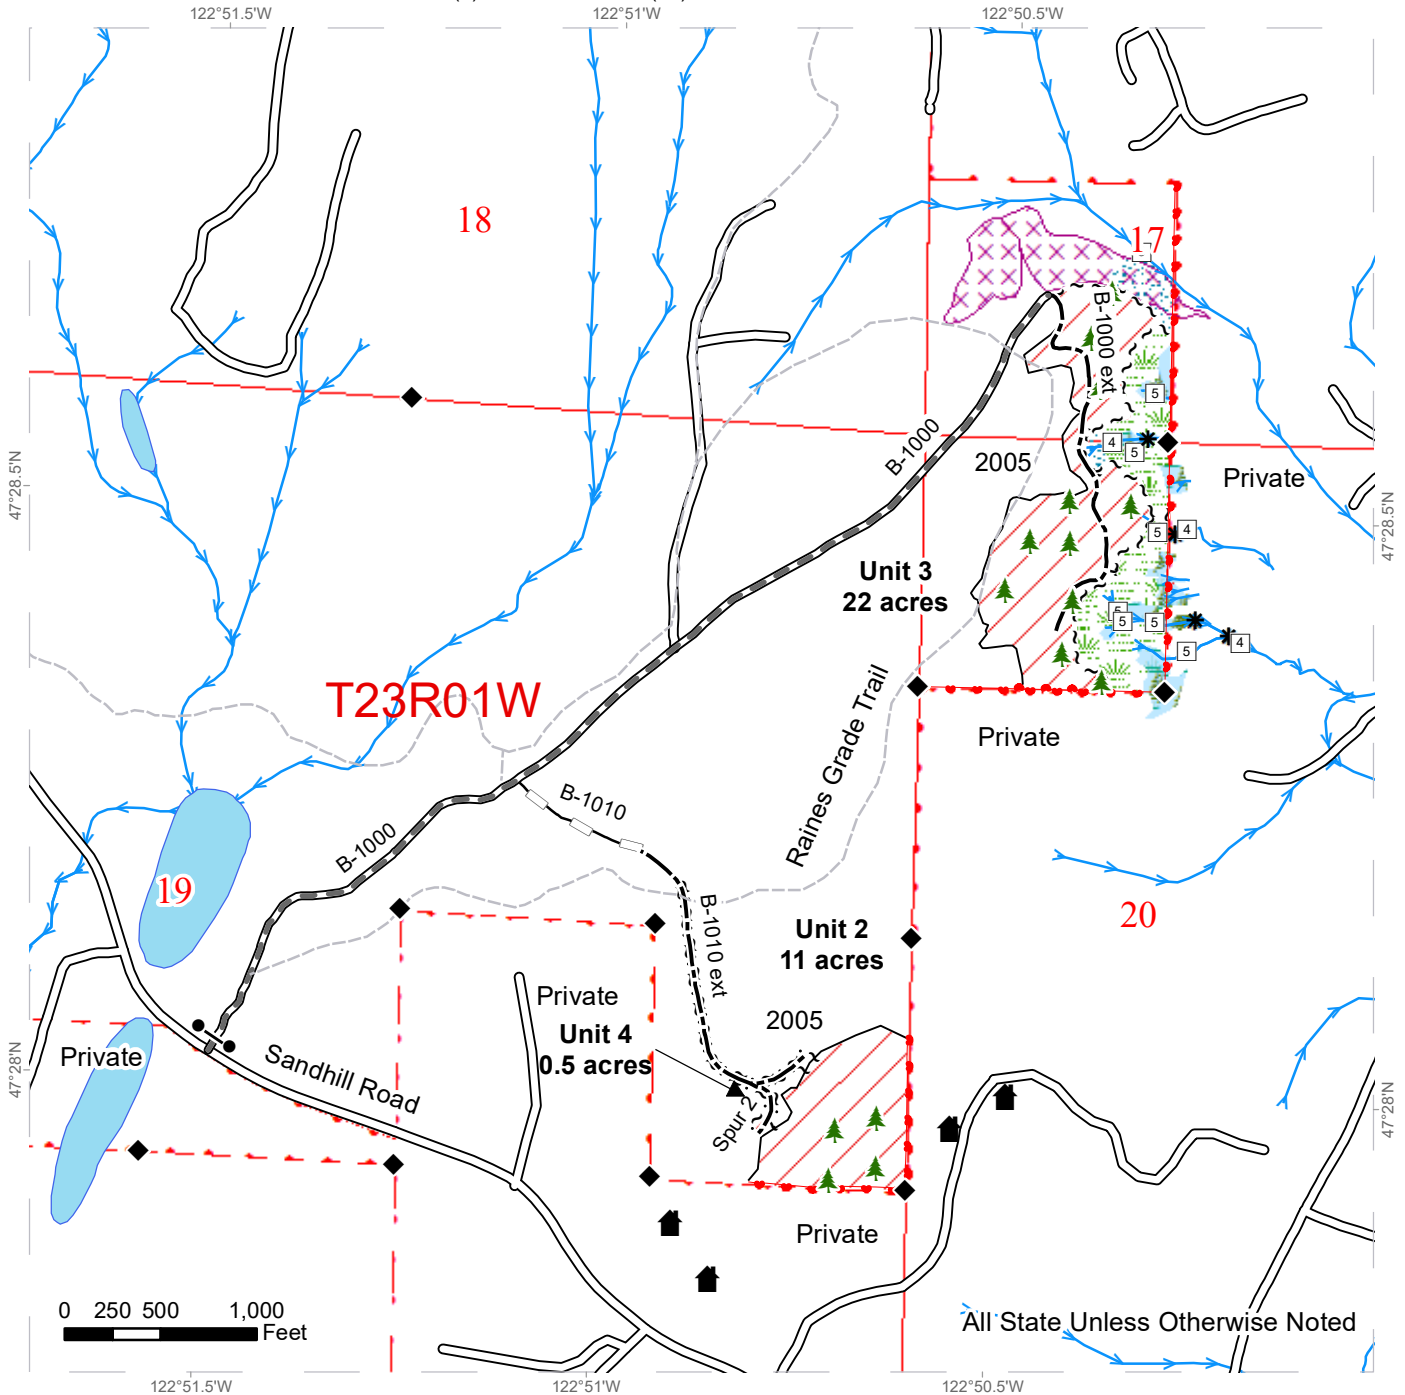 122°51.5'W
122°51'W
122°50.5'W
18
17
B-1000 ext
5
B-1000
2005
4
5
Private
47°28.5'N
47°28.5'N
5
4
Unit 3
22 acres
5
5
5
4
5
T23R01W
Raines Grade Trail
Private
B-1010
B-1000
19
20
B-1010 ext
Unit 2
11 acres
Private
2005
Unit 4
0.5 acres
Private
Sandhill Road
47°28'N
47°28'N
Spur 2
Private
0 250 500 1,000
Feet
All State Unless Otherwise Noted
122°51.5'W
122°51'W
122°50.5'W